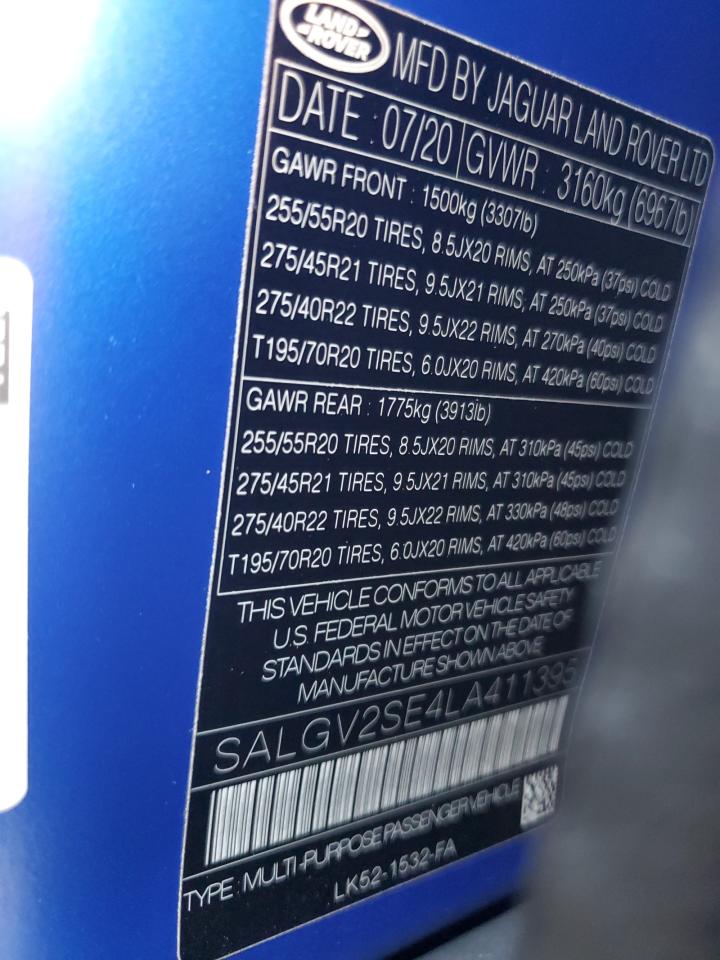 LAND
ROVER
MFD BY JAGUAR LAND ROVER LTD
DATE : 07/20 GVWR : 3160kg (6967lb)
GAWR FRONT : 1500kg (3307lb)
255/55R20 TIRES, 8.5JX20 RIMS, AT 250kPa (37psi) COLD
275/45R21 TIRES, 9.5JX21 RIMS, AT 250kPa (37psi) COLD
275/40R22 TIRES, 9.5JX22 RIMS, AT 270kPa (40psi) COLD
T195/70R20 TIRES, 6.0JX20 RIMS, AT 420kPa (60psi) COLD
GAWR REAR : 1775kg (3913lb)
255/55R20 TIRES, 8.5JX20 RIMS, AT 310kPa (45psi) COLD
275/45R21 TIRES, 9.5JX21 RIMS, AT 310kPa (45psi) COLD
275/40R22 TIRES, 9.5JX22 RIMS, AT 330kPa (48psi) COLD
T195/70R20 TIRES, 6.0JX20 RIMS, AT 420kPa (60psi) COLD
THIS VEHICLE CONFORMS TO ALL APPLICABLE
U.S. FEDERAL MOTOR VEHICLE SAFETY
STANDARDS IN EFFECT ON THE DATE OF
MANUFACTURE SHOWN ABOVE
SALGV2SE4LA411395
TYPE : MULTI-PURPOSE PASSENGER VEHICLE
LK52-1532-FA